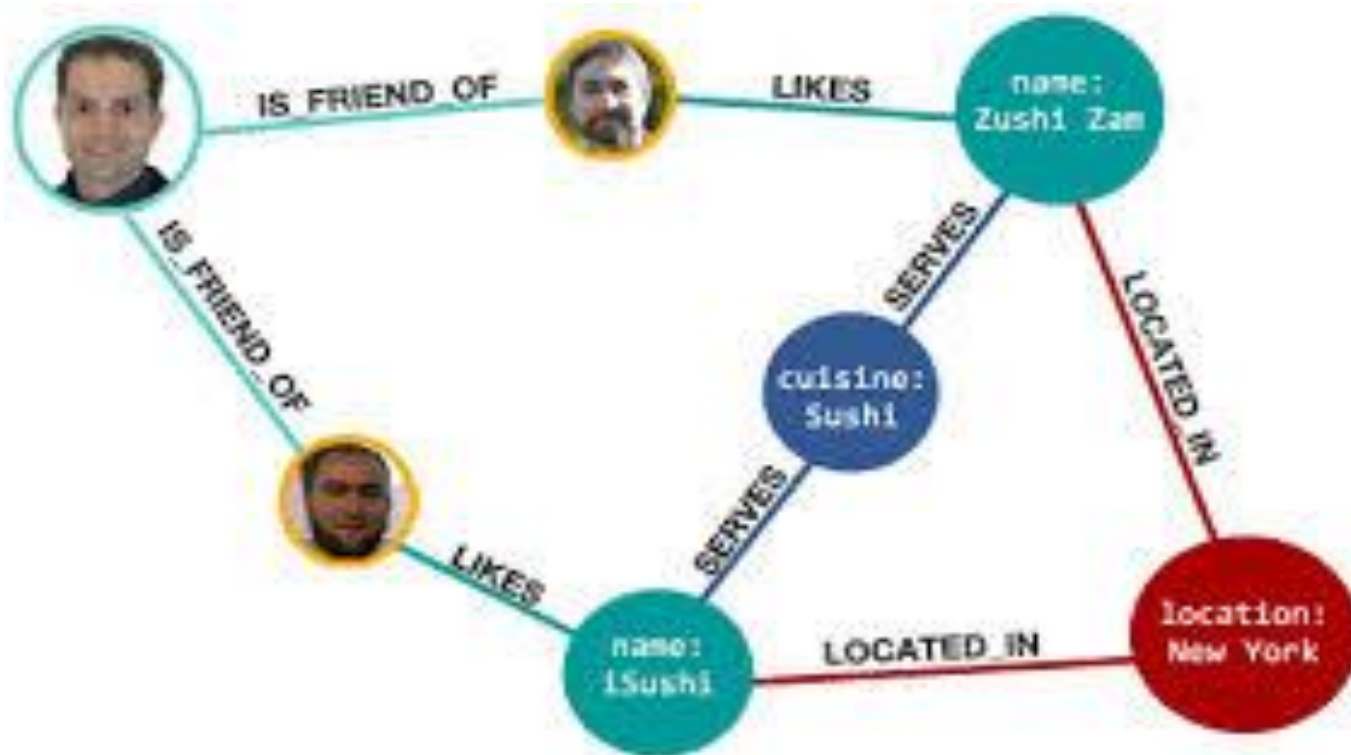 IS_FRIEND_OF
LIKES
name:
Zushi Zam
IS_FRIEND_OF
SERVES
LOCATED_IN
cuisine:
Sushi
SERVES
LIKES
name:
iSushi
LOCATED_IN
location:
New York